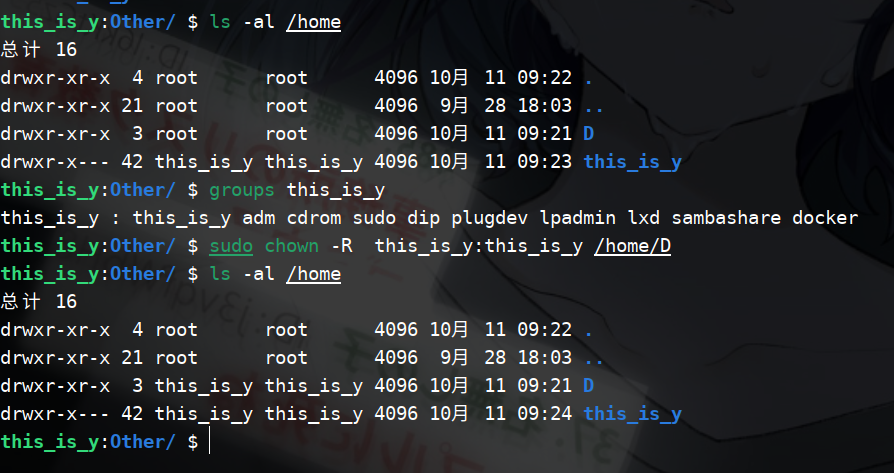 this_is_y:Other/ $ ls -al /home
总计 16
drwxr-xr-x  4 root      root      4096 10月 11 09:22 .
drwxr-xr-x 21 root      root      4096  9月 28 18:03 ..
drwxr-xr-x  3 root      root      4096 10月 11 09:21 D
drwxr-x--- 42 this_is_y this_is_y 4096 10月 11 09:23 this_is_y
this_is_y:Other/ $ groups this_is_y
this_is_y : this_is_y adm cdrom sudo dip plugdev lpadmin lxd sambashare docker
this_is_y:Other/ $ sudo chown -R  this_is_y:this_is_y /home/D
this_is_y:Other/ $ ls -al /home
总计 16
drwxr-xr-x  4 root      root      4096 10月 11 09:22 .
drwxr-xr-x 21 root      root      4096  9月 28 18:03 ..
drwxr-xr-x  3 this_is_y this_is_y 4096 10月 11 09:21 D
drwxr-x--- 42 this_is_y this_is_y 4096 10月 11 09:24 this_is_y
this_is_y:Other/ $